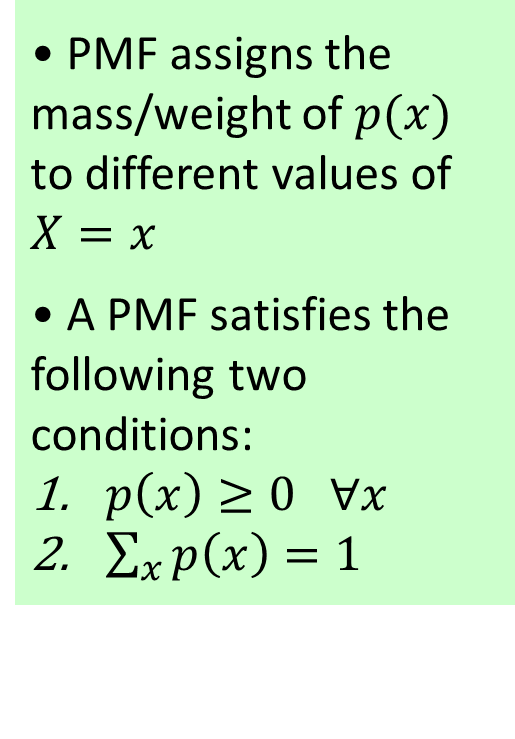 • PMF assigns the
mass/weight of 𝑝(𝑥)
to different values of
𝑋 = 𝑥
• A PMF satisfies the
following two
conditions:
1. 𝑝(𝑥) ≥ 0 ∀𝑥
2. ∑ₓ 𝑝(𝑥) = 1